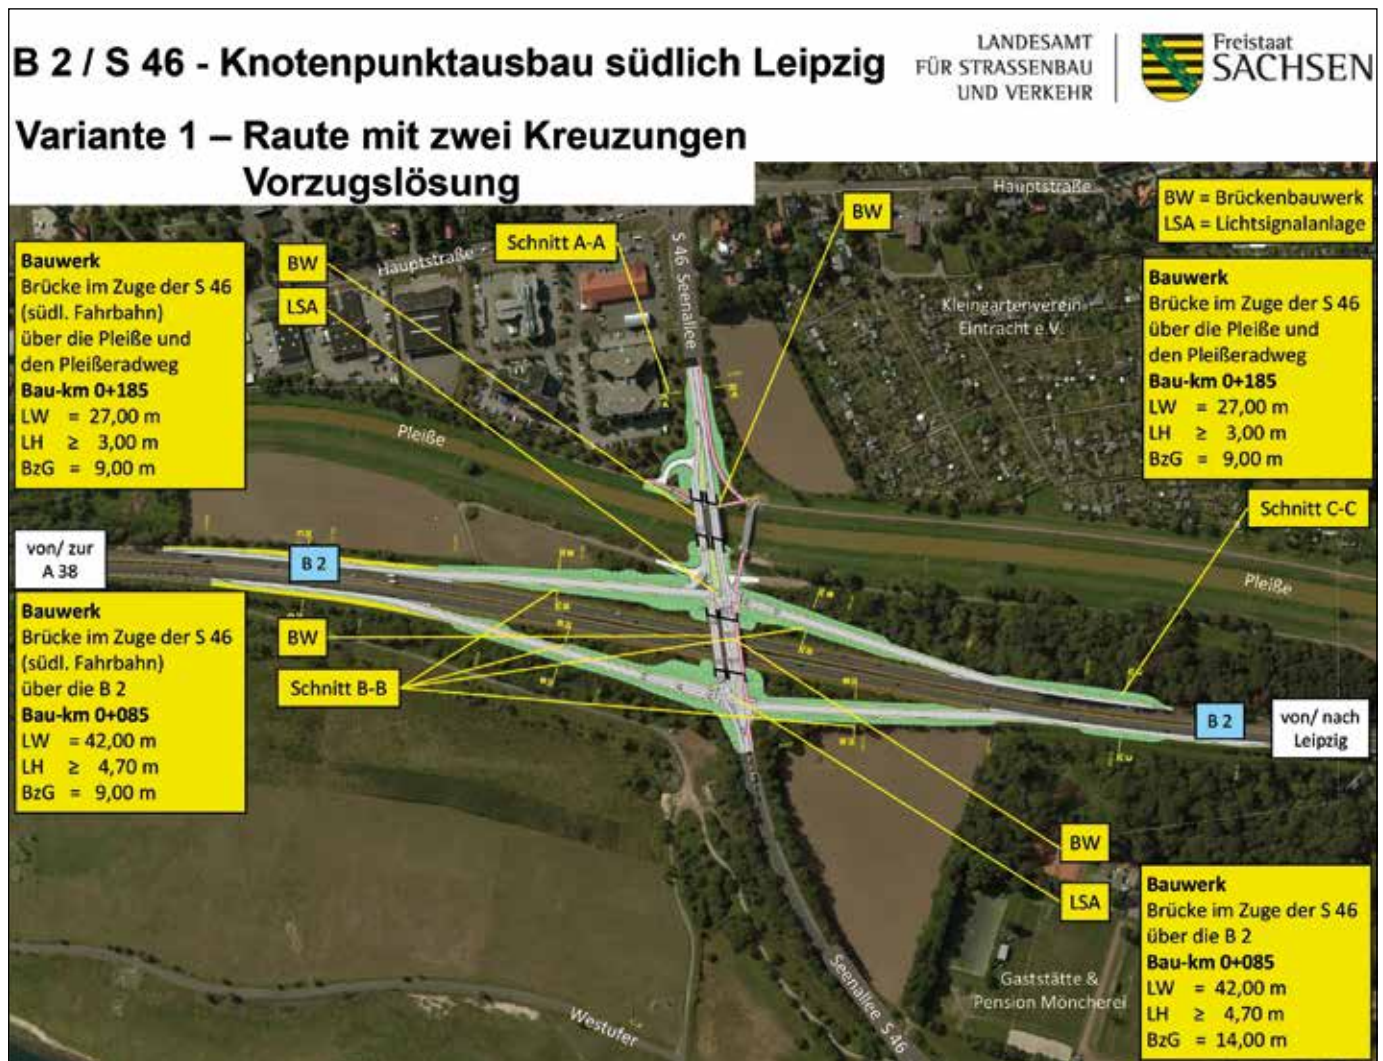 B 2 / S 46 - Knotenpunktausbau südlich Leipzig
LANDESAMT
FÜR STRASSENBAU
UND VERKEHR
Freistaat
SACHSEN
Variante 1 – Raute mit zwei Kreuzungen
Vorzugslösung
Hauptstraße
BW = Brückenbauwerk
LSA = Lichtsignalanlage
BW
Schnitt A-A
S 46 Seenallee
Hauptstraße
BW
LSA
Bauwerk
Brücke im Zuge der S 46
(südl. Fahrbahn)
über die Pleiße und
den Pleißeradweg
Bau-km 0+185
LW = 27,00 m
LH ≥ 3,00 m
BzG = 9,00 m
Bauwerk
Brücke im Zuge der S 46
über die Pleiße und
den Pleißeradweg
Bau-km 0+185
LW = 27,00 m
LH ≥ 3,00 m
BzG = 9,00 m
Kleingartenverein
Eintracht e.V.
Pleiße
Schnitt C-C
von/ zur
A 38
B 2
Pleiße
Bauwerk
Brücke im Zuge der S 46
(südl. Fahrbahn)
über die B 2
Bau-km 0+085
LW = 42,00 m
LH ≥ 4,70 m
BzG = 9,00 m
BW
Schnitt B-B
B 2
von/ nach
Leipzig
BW
LSA
Bauwerk
Brücke im Zuge der S 46
über die B 2
Bau-km 0+085
LW = 42,00 m
LH ≥ 4,70 m
BzG = 14,00 m
Gaststätte &
Pension Möncherei
Seenallee S 46
Westufer